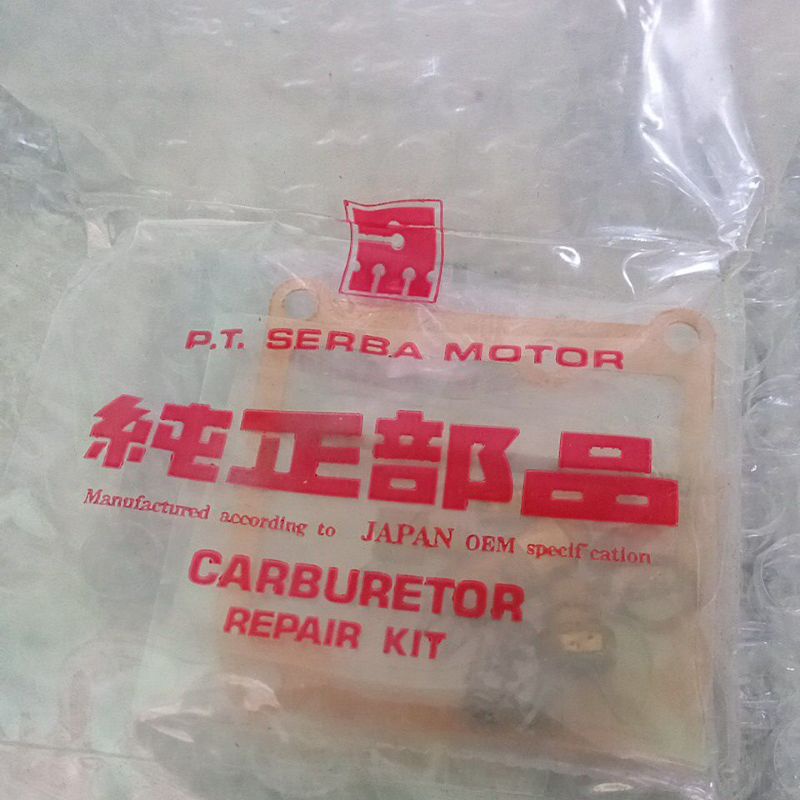 P.T. SERBA MOTOR
純正部品
Manufactured according to JAPAN OEM specif cation
CARBURETOR
REPAIR KIT